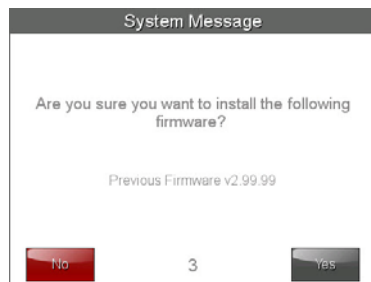 System Message
Are you sure you want to install the following
firmware?
Previous Firmware v2.99.99
No
3
Yes